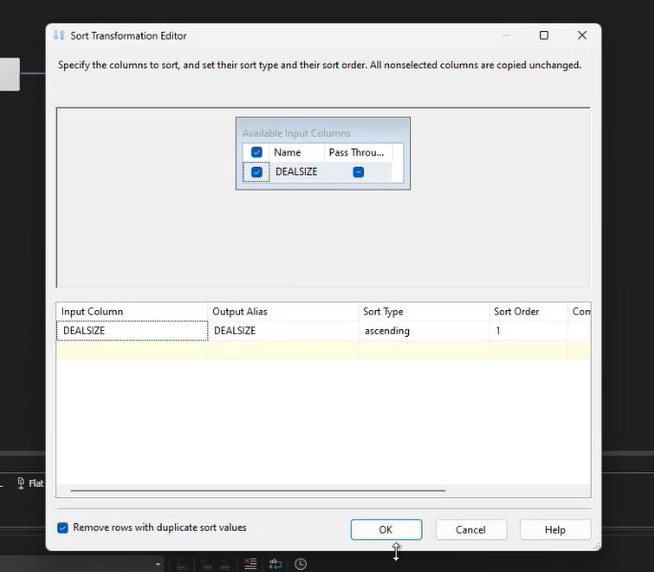 Sort Transformation Editor
Specify the columns to sort, and set their sort type and their sort order. All nonselected columns are copied unchanged.
Available Input Columns
Name Pass Throu...
DEALSIZE
Input Column Output Alias Sort Type Sort Order
DEALSIZE DEALSIZE ascending 1
Flat
Remove rows with duplicate sort values
OK Cancel Help